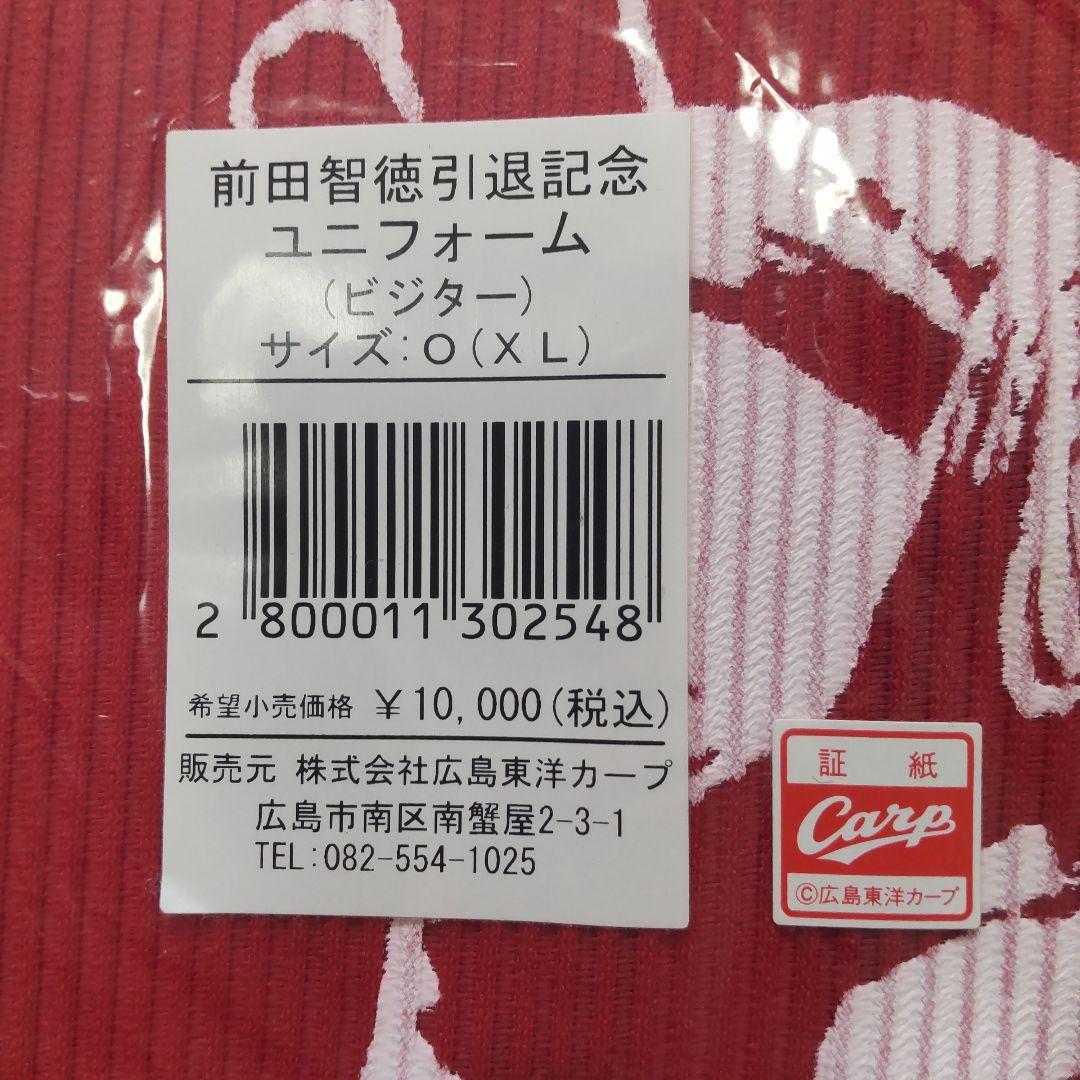 前田智徳引退記念
ユニフォーム
(ビジター)
サイズ:O(XL)
2 800011 302548
希望小売価格 ¥10,000(税込)
販売元 株式会社広島東洋カープ
広島市南区南蟹屋2-3-1
TEL:082-554-1025
証 紙
Carp
©広島東洋カープ